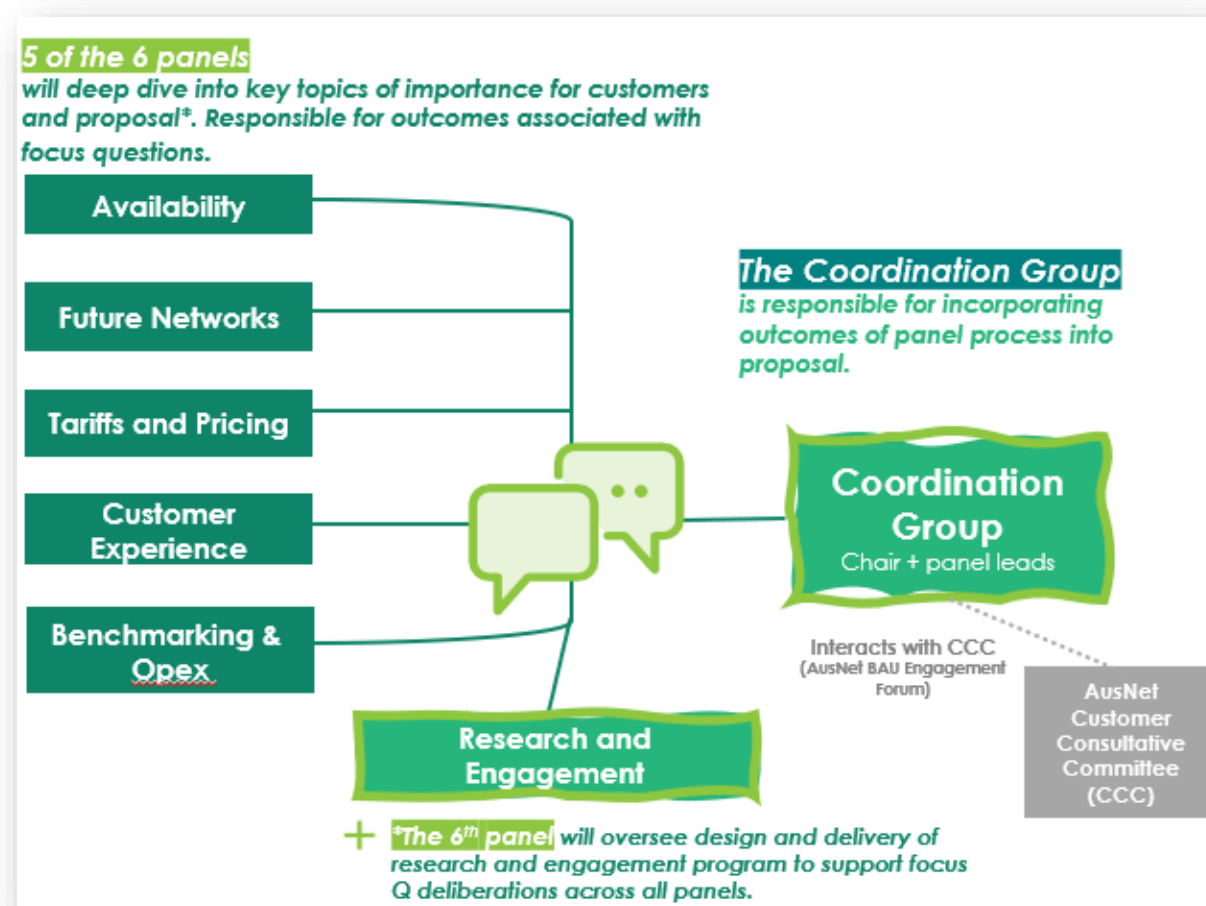 5 of the 6 panels
will deep dive into key topics of importance for customers
and proposal*. Responsible for outcomes associated with
focus questions.
Availability
Future Networks
Tariffs and Pricing
Customer
Experience
Benchmarking &
Opex
The Coordination Group
is responsible for incorporating
outcomes of panel process into
proposal.
Coordination
Group
Chair + panel leads
Interacts with CCC
(AusNet BAU Engagement
Forum)
AusNet
Customer
Consultative
Committee
(CCC)
Research and
Engagement
+ *The 6th panel will oversee design and delivery of
research and engagement program to support focus
Q deliberations across all panels.